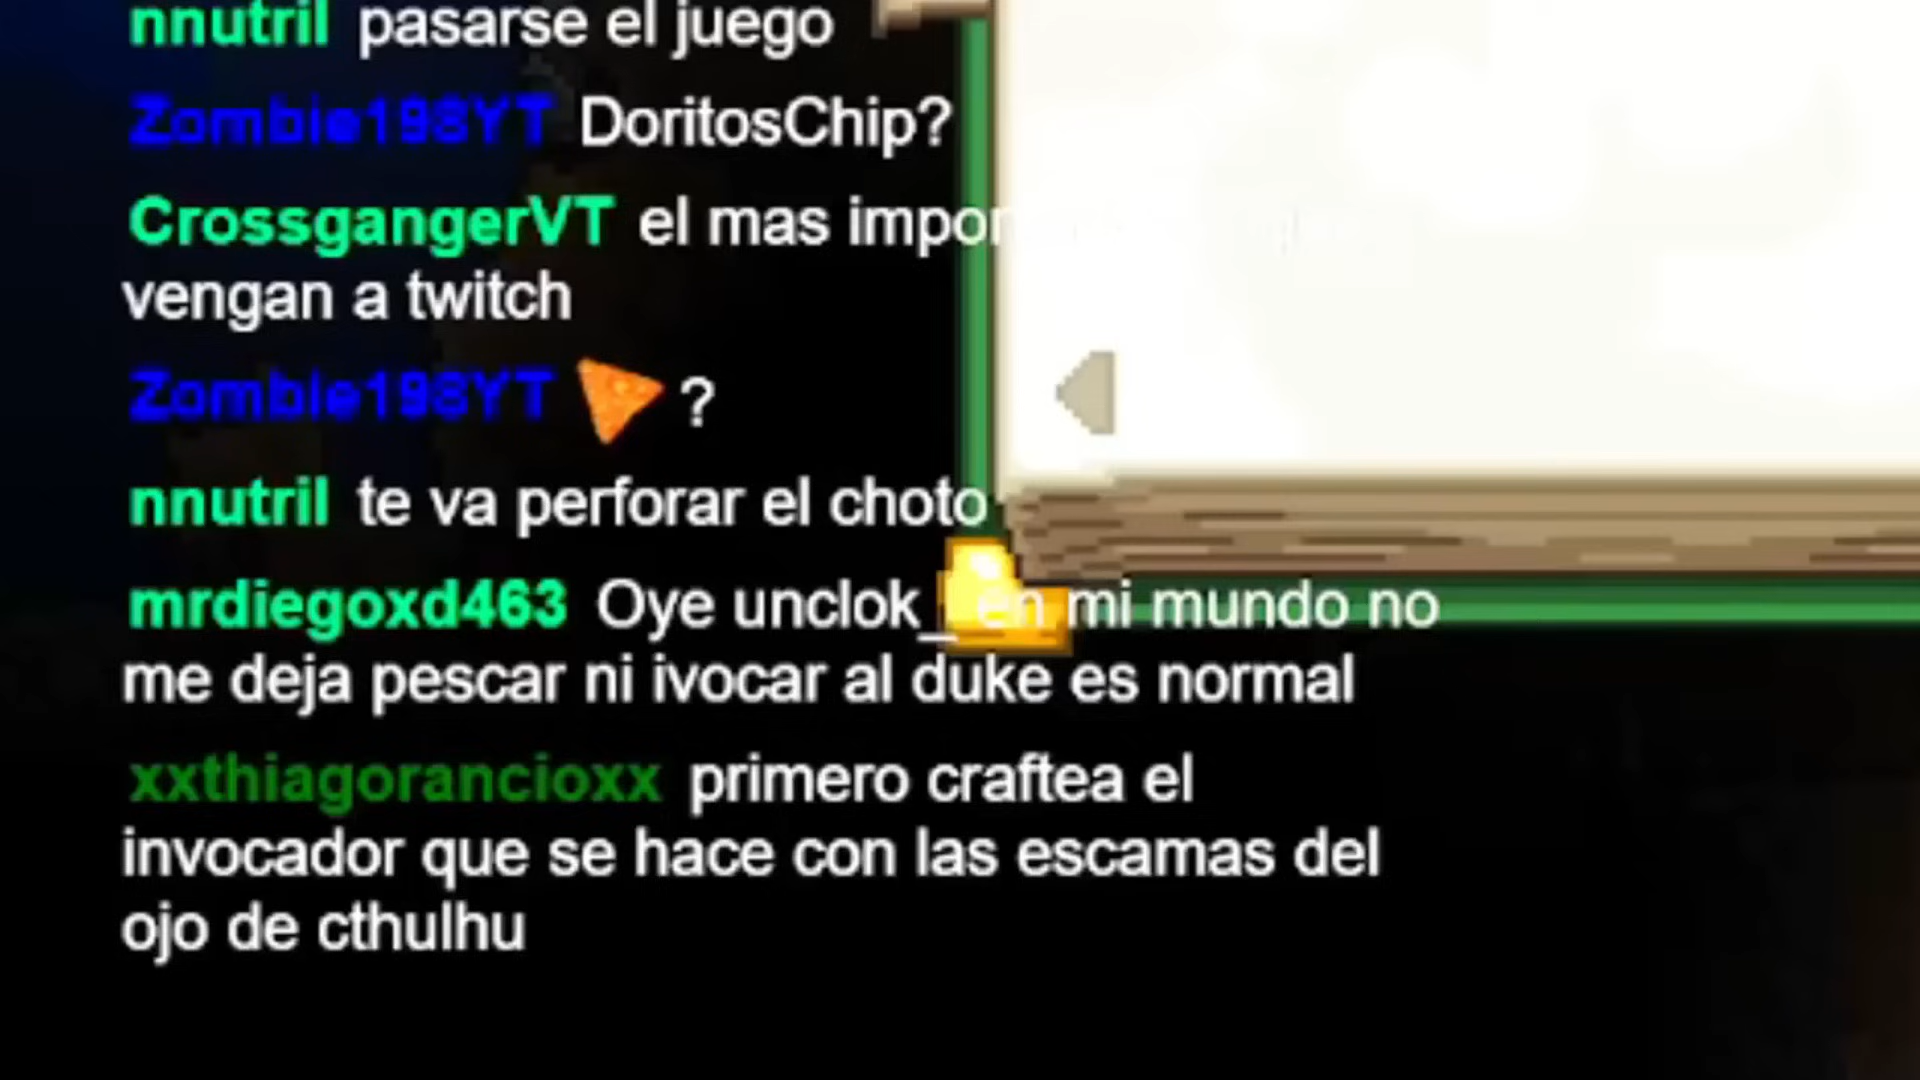 nnutril pasarse el juego
Zombie198YT DoritosChip?
CrossgangerVT el mas
vengan a twitch
Zombie198YT ?
nnutril te va perforar el choto
mrdiegoxd463 Oye unclok_ en mi mundo no
me deja pescar ni ivocar al duke es normal
xxthiagorancioxx primero craftea el
invocador que se hace con las escamas del
ojo de cthulhu